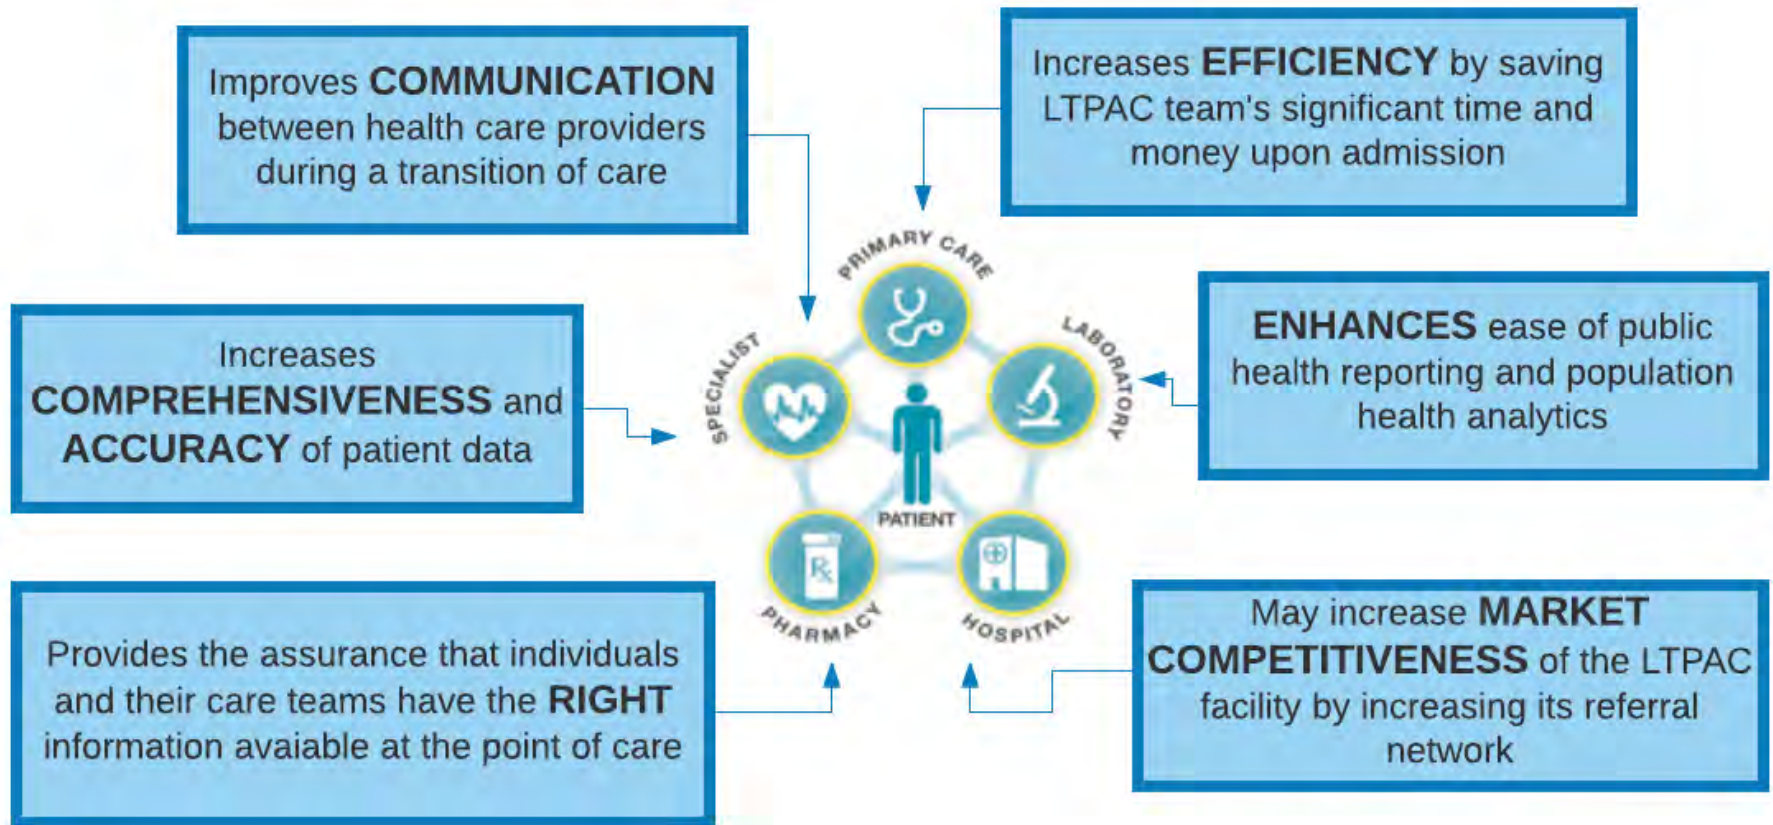 Improves COMMUNICATION
between health care providers
during a transition of care
Increases EFFICIENCY by saving
LTPAC team's significant time and
money upon admission
Increases
COMPREHENSIVENESS and
ACCURACY of patient data
ENHANCES ease of public
health reporting and population
health analytics
PRIMARY CARE
SPECIALIST
LABORATORY
PATIENT
Rx
PHARMACY
HOSPITAL
Provides the assurance that individuals
and their care teams have the RIGHT
information avaiable at the point of care
May increase MARKET
COMPETITIVENESS of the LTPAC
facility by increasing its referral
network